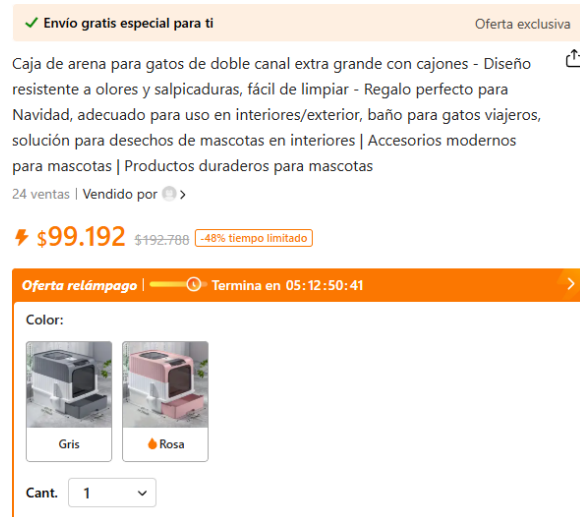 Envío gratis especial para ti
Oferta exclusiva
Caja de arena para gatos de doble canal extra grande con cajones - Diseño
resistente a olores y salpicaduras, fácil de limpiar - Regalo perfecto para
Navidad, adecuado para uso en interiores/exterior, baño para gatos viajeros,
solución para desechos de mascotas en interiores | Accesorios modernos
para mascotas | Productos duraderos para mascotas
24 ventas | Vendido por
$99.192 $192.788 -48% tiempo limitado
Oferta relámpago | Termina en 05:12:50:41
Color:
Gris
Rosa
Cant. 1